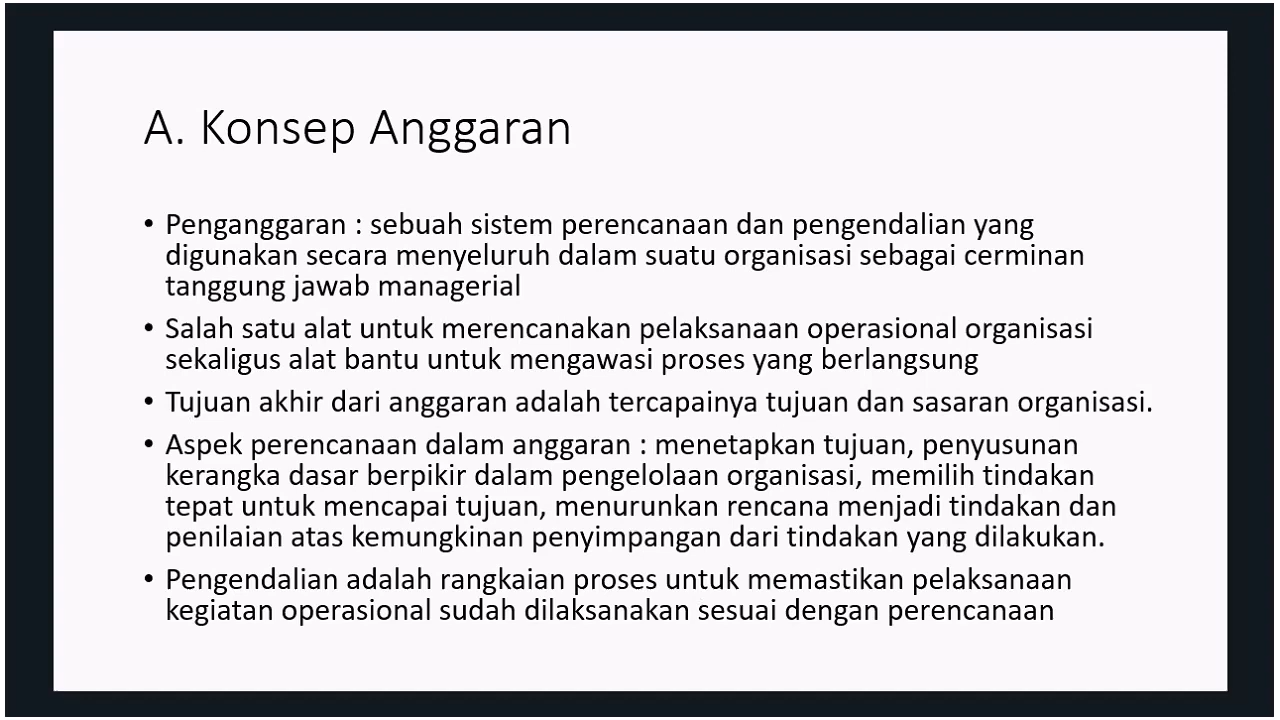 A. Konsep Anggaran
• Penganggaran : sebuah sistem perencanaan dan pengendalian yang
digunakan secara menyeluruh dalam suatu organisasi sebagai cerminan
tanggung jawab managerial
• Salah satu alat untuk merencanakan pelaksanaan operasional organisasi
sekaligus alat bantu untuk mengawasi proses yang berlangsung
• Tujuan akhir dari anggaran adalah tercapainya tujuan dan sasaran organisasi.
• Aspek perencanaan dalam anggaran : menetapkan tujuan, penyusunan
kerangka dasar berpikir dalam pengelolaan organisasi, memilih tindakan
tepat untuk mencapai tujuan, menurunkan rencana menjadi tindakan dan
penilaian atas kemungkinan penyimpangan dari tindakan yang dilakukan.
• Pengendalian adalah rangkaian proses untuk memastikan pelaksanaan
kegiatan operasional sudah dilaksanakan sesuai dengan perencanaan